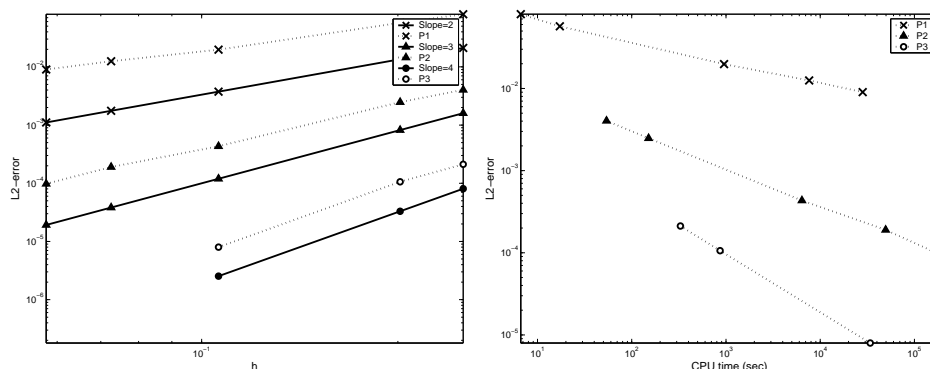 10^-2
10^-3
10^-4
10^-5
10^-6
L2-error
10^-1
h
Slope=2
P1
Slope=3
P2
Slope=4
P3
10^-2
10^-3
10^-4
10^-5
L2-error
10^1
10^2
10^3
10^4
10^5
CPU time (sec)
P1
P2
P3